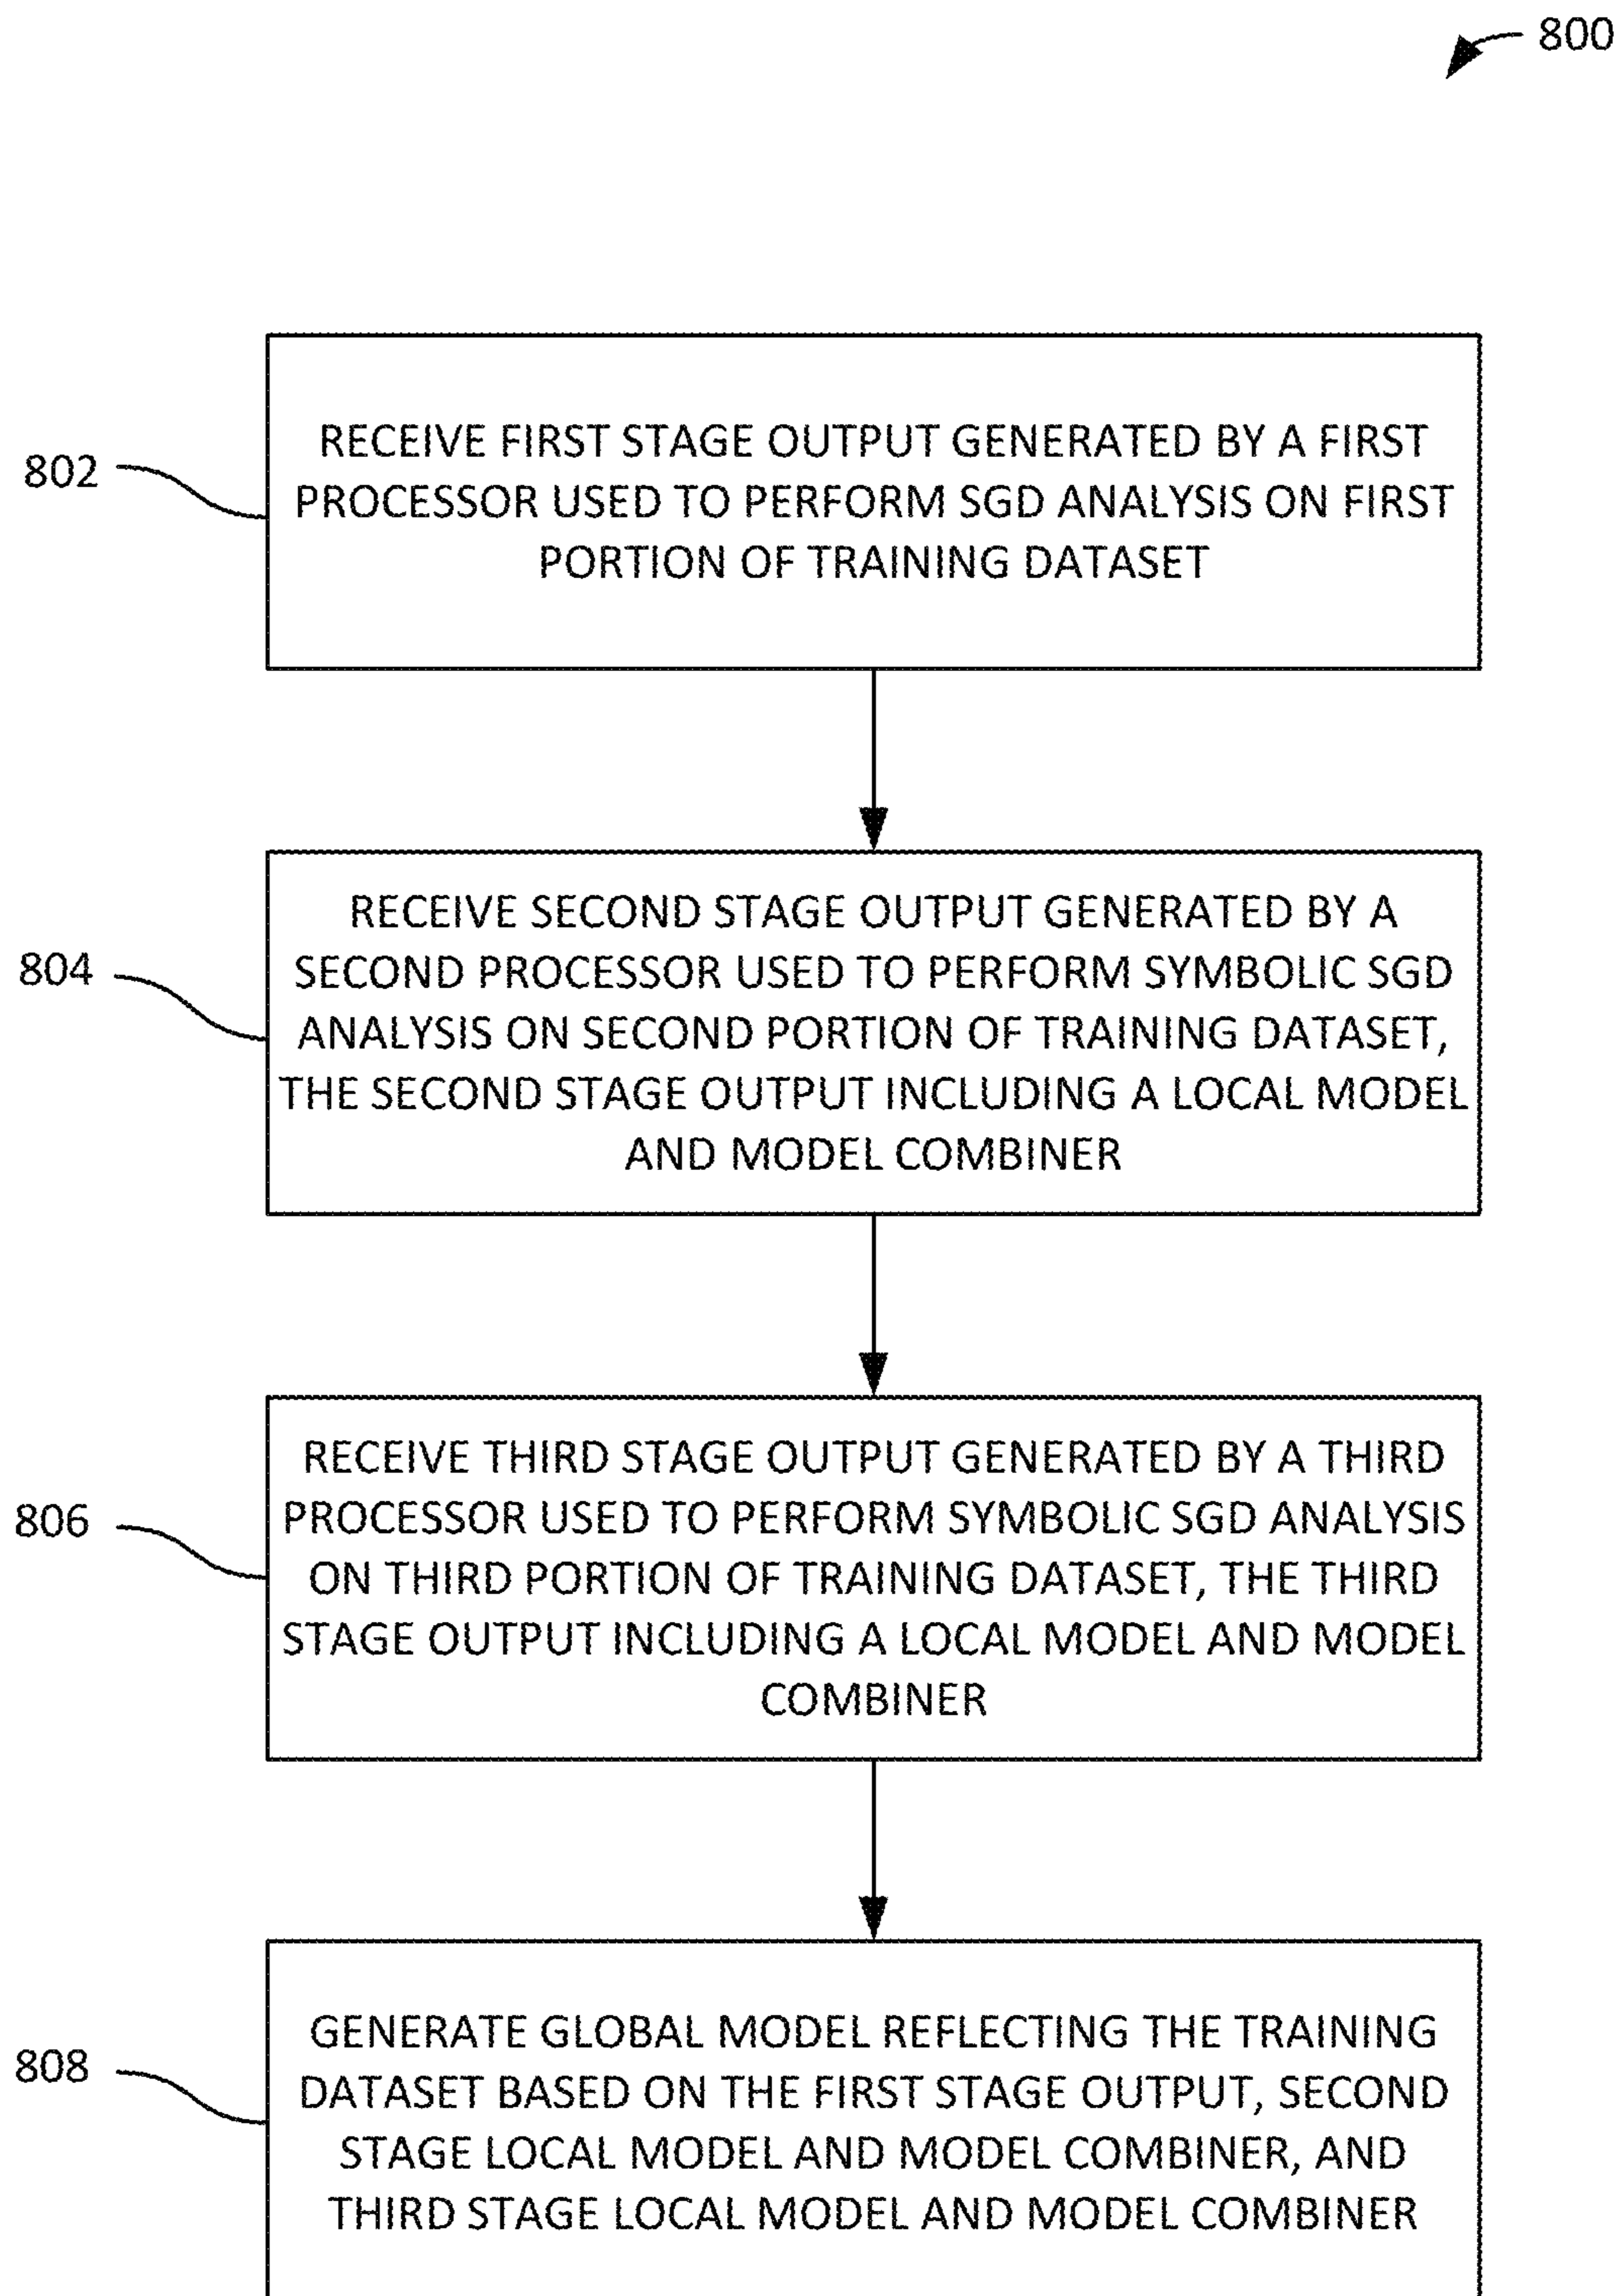 800
802
RECEIVE FIRST STAGE OUTPUT GENERATED BY A FIRST
PROCESSOR USED TO PERFORM SGD ANALYSIS ON FIRST
PORTION OF TRAINING DATASET
804
RECEIVE SECOND STAGE OUTPUT GENERATED BY A
SECOND PROCESSOR USED TO PERFORM SYMBOLIC SGD
ANALYSIS ON SECOND PORTION OF TRAINING DATASET,
THE SECOND STAGE OUTPUT INCLUDING A LOCAL MODEL
AND MODEL COMBINER
806
RECEIVE THIRD STAGE OUTPUT GENERATED BY A THIRD
PROCESSOR USED TO PERFORM SYMBOLIC SGD ANALYSIS
ON THIRD PORTION OF TRAINING DATASET, THE THIRD
STAGE OUTPUT INCLUDING A LOCAL MODEL AND MODEL
COMBINER
808
GENERATE GLOBAL MODEL REFLECTING THE TRAINING
DATASET BASED ON THE FIRST STAGE OUTPUT, SECOND
STAGE LOCAL MODEL AND MODEL COMBINER, AND
THIRD STAGE LOCAL MODEL AND MODEL COMBINER